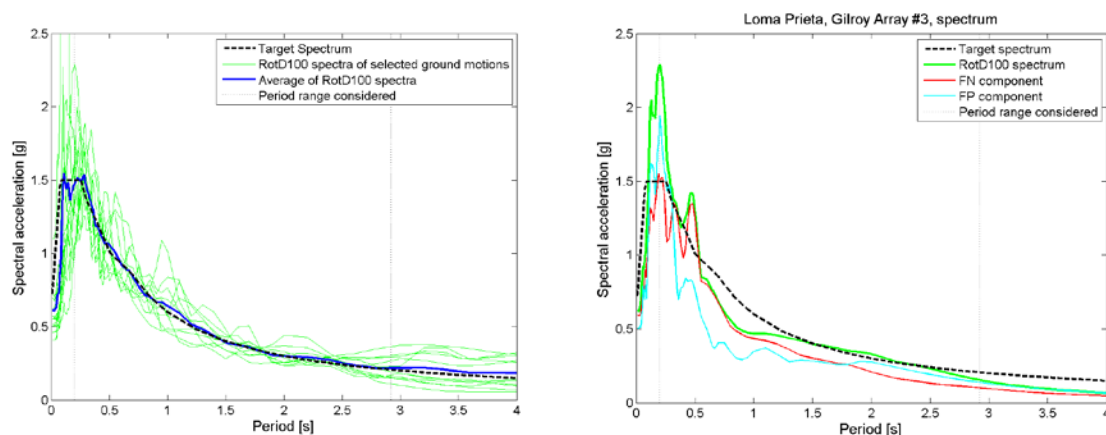 2.5
2
1.5
1
0.5
0
Spectral acceleration [g]
Target Spectrum
RotD100 spectra of selected ground motions
Average of RotD100 spectra
Period range considered
0 0.5 1 1.5 2 2.5 3 3.5 4
Period [s]
Loma Prieta, Gilroy Array #3, spectrum
2.5
2
1.5
1
0.5
0
Spectral acceleration [g]
Target spectrum
RotD100 spectrum
FN component
FP component
Period range considered
0 0.5 1 1.5 2 2.5 3 3.5 4
Period [s]